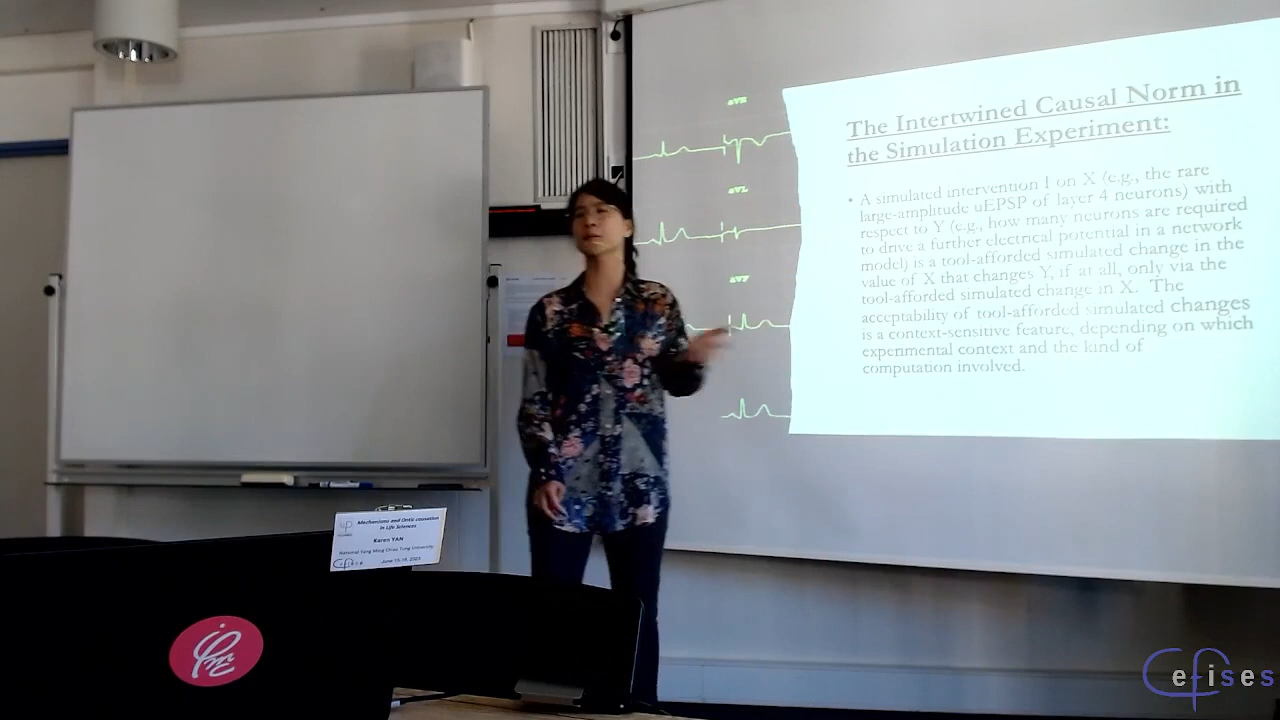 aVR
aVL
aVF
The Intertwined Causal Norm in
the Simulation Experiment:
• A simulated intervention I on X (e.g., the rare
large-amplitude uEPSP of layer 4 neurons) with
respect to Y (e.g., how many neurons are required
to drive a further electrical potential in a network
model) is a tool-afforded simulated change in the
value of X that changes Y, if at all, only via the
tool-afforded simulated change in X. The
acceptability of tool-afforded simulated changes
is a context-sensitive feature, depending on which
experimental context and the kind of
computation involved.
Mechanisms and Ontic causation
in Life Sciences
Karen YAN
National Yang Ming Chiao Tung University
June 15-16, 2023
Cefises